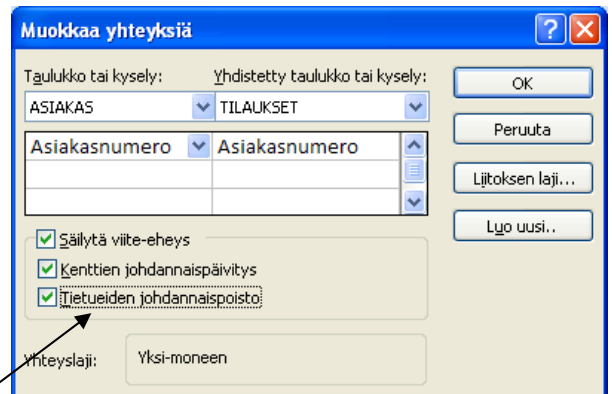 Muokkaa yhteyksiä
Taulukko tai kysely: Yhdistetty taulukko tai kysely:
ASIAKAS TILAUKSET
Asiakasnumero Asiakasnumero
OK
Peruuta
Liitoksen laji...
Luo uusi..
Säilytä viite-eheys
Kenttien johdannaispäivitys
Tietueiden johdannaispoisto
Yhteyslaji: Yksi-moneen